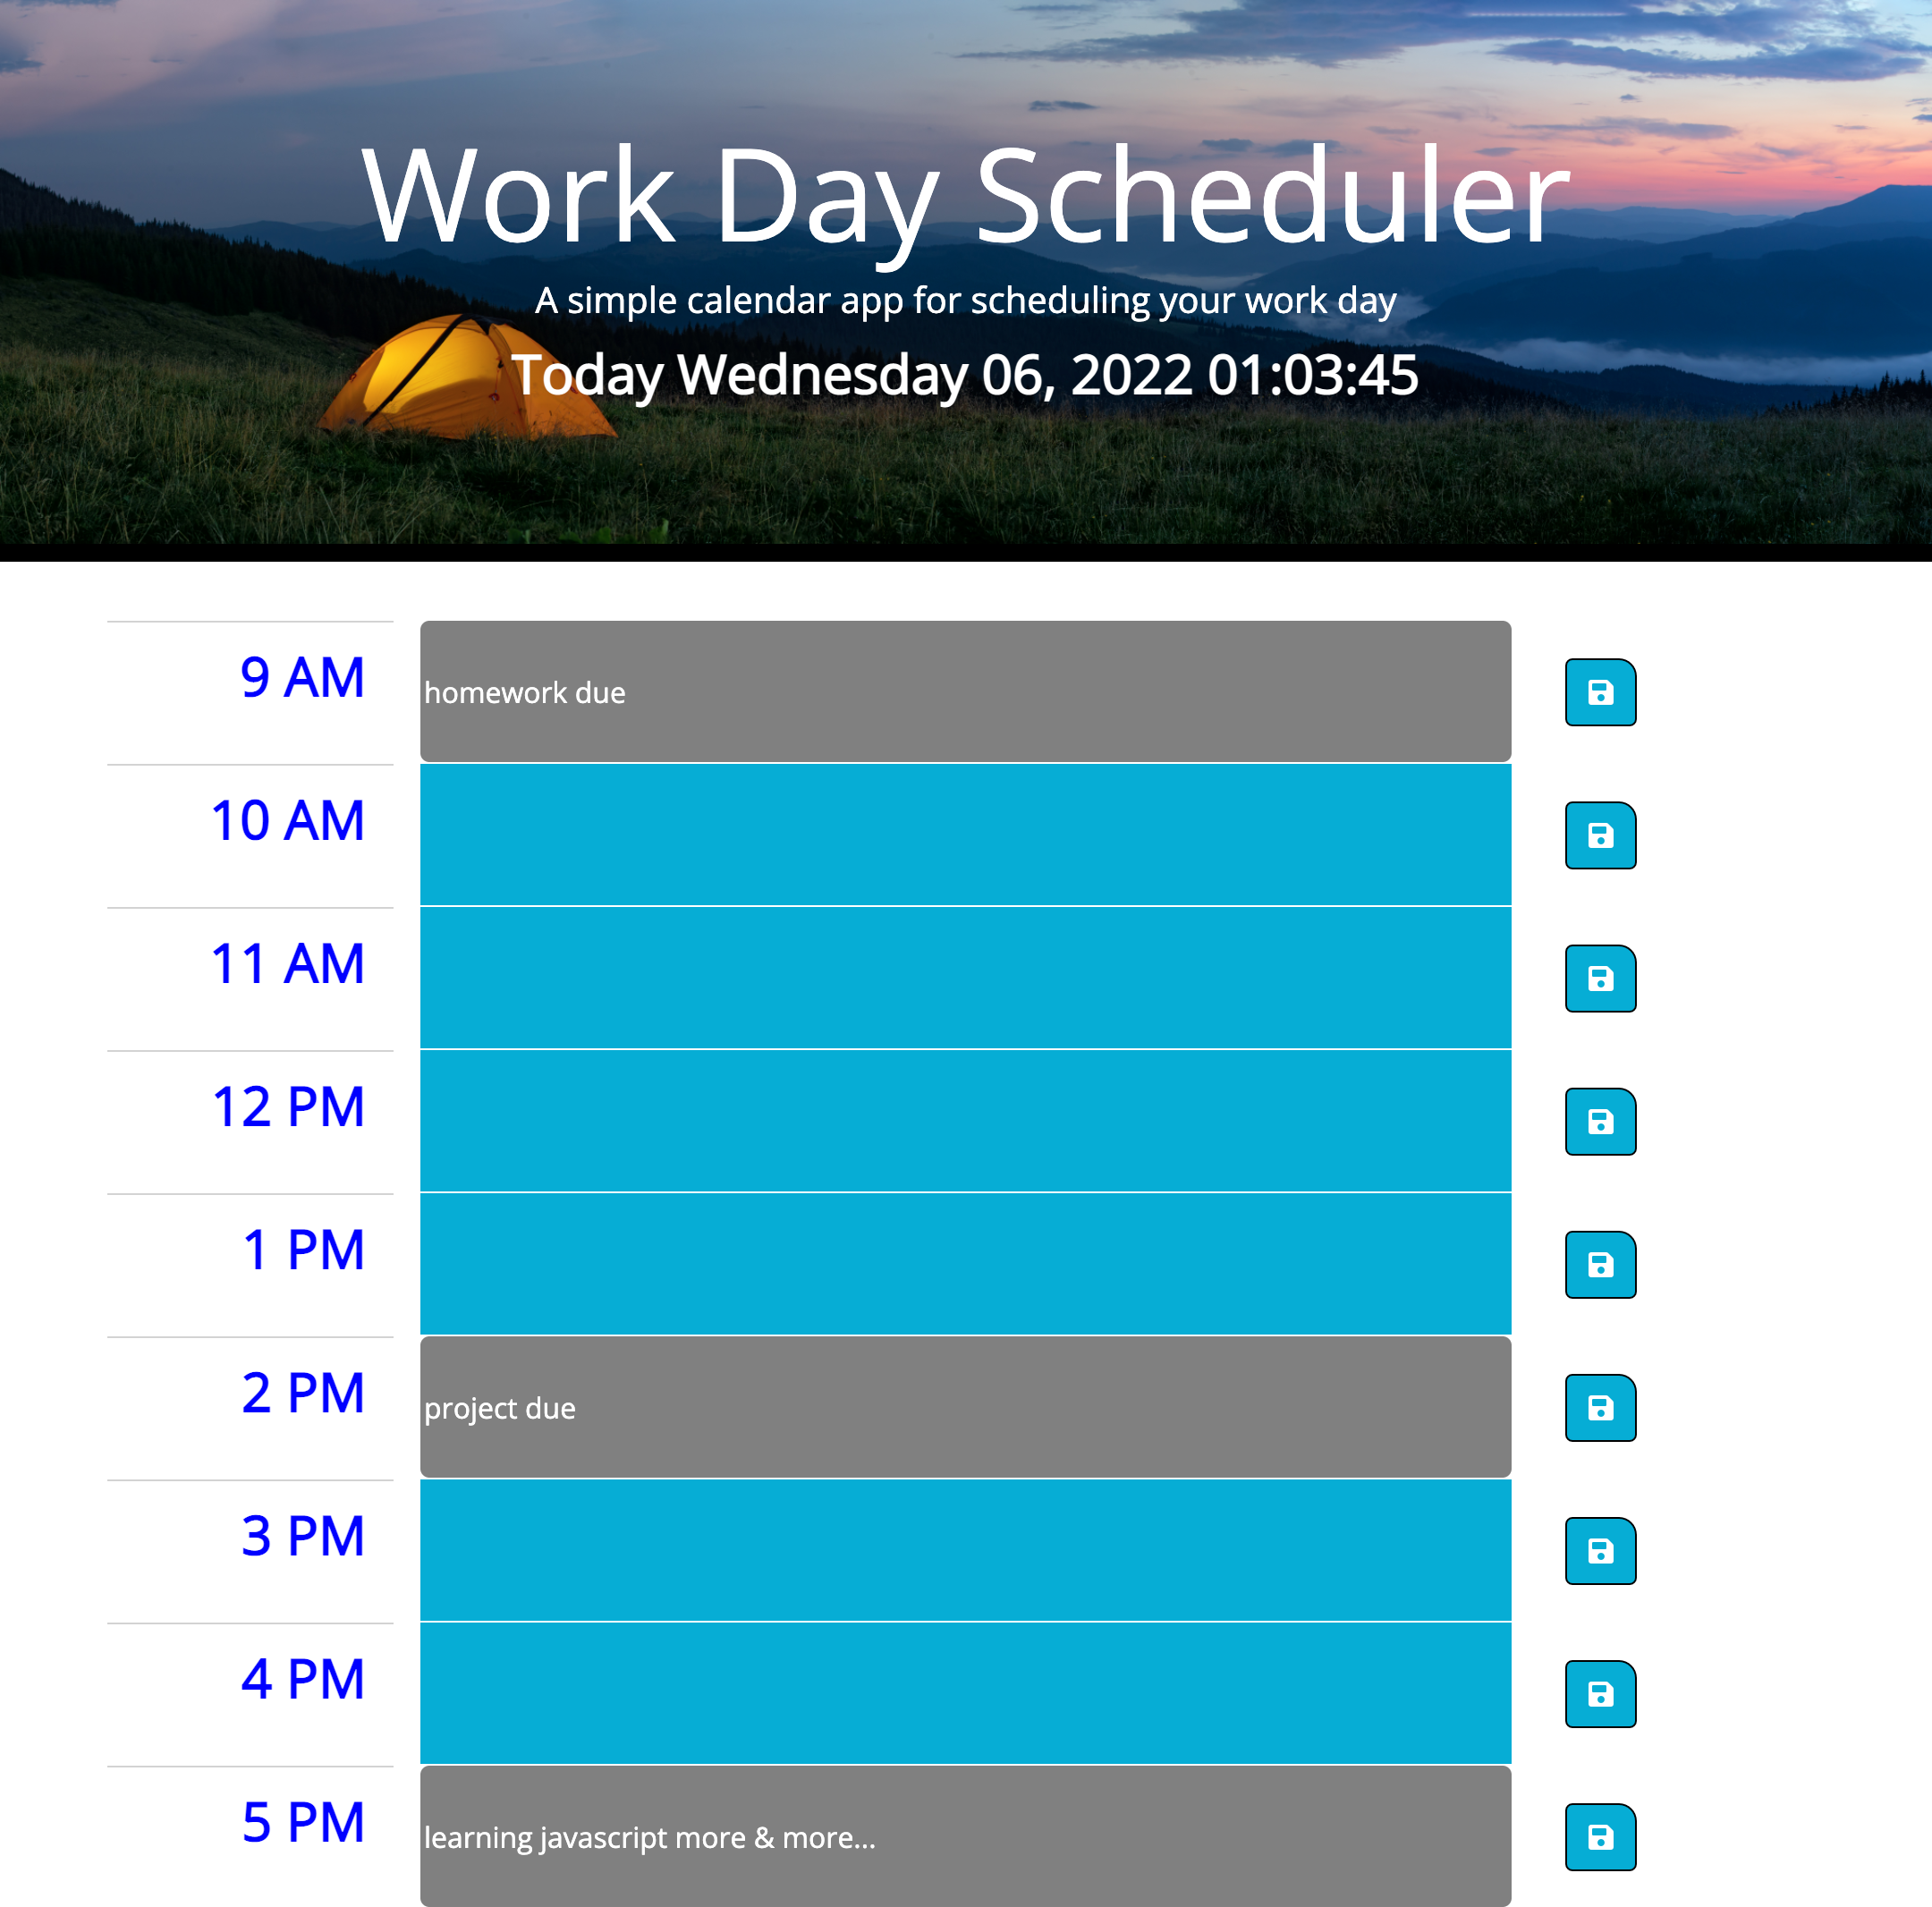 Work Day Scheduler
A simple calendar app for scheduling your work day
Today Wednesday 06, 2022 01:03:45
9 AM
homework due
10 AM
11 AM
12 PM
1 PM
2 PM
project due
3 PM
4 PM
5 PM
learning javascript more & more...